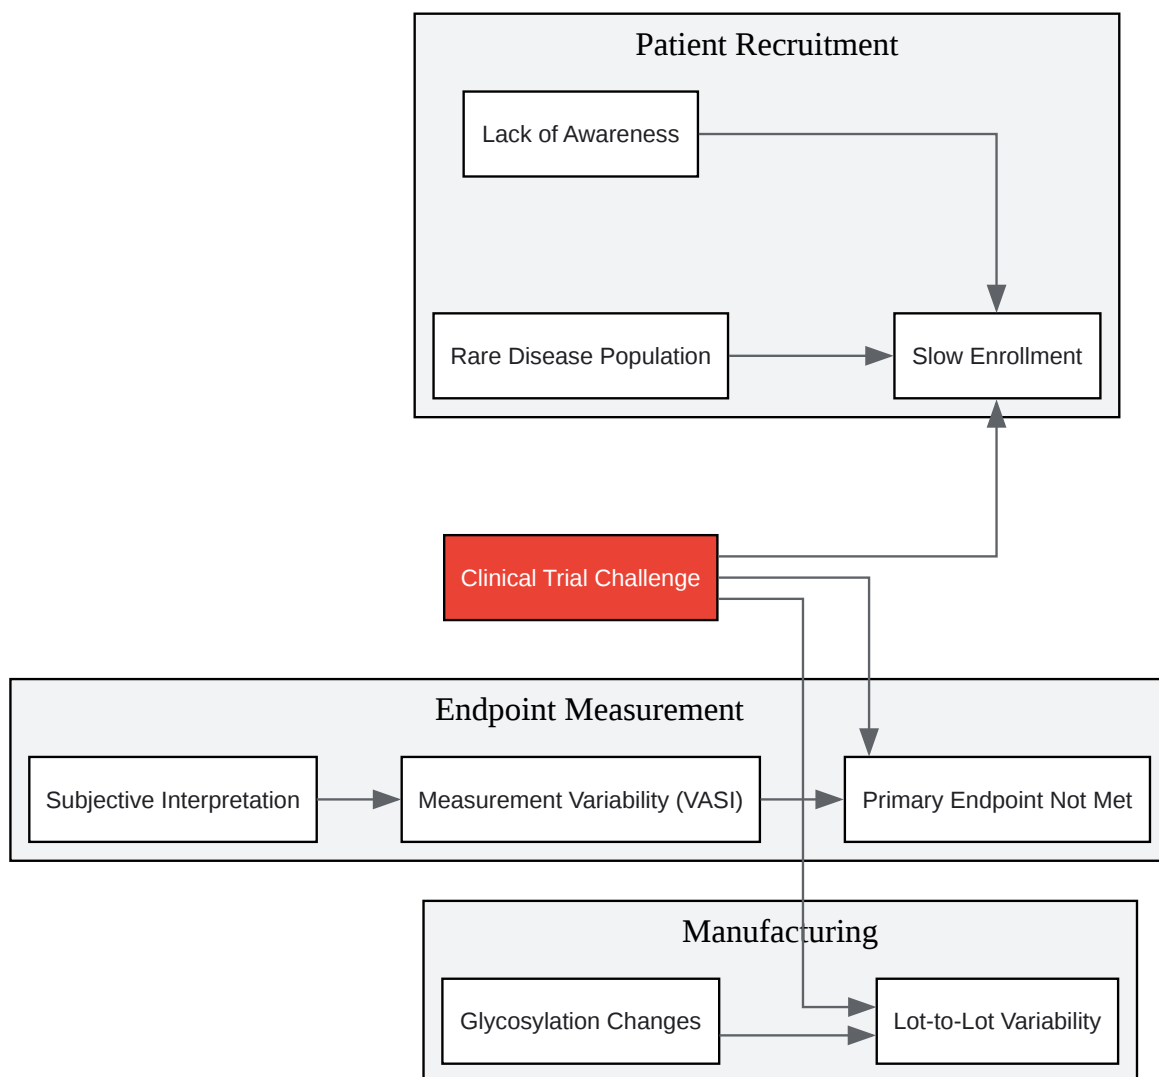 Patient Recruitment
Lack of Awareness
Rare Disease Population
Slow Enrollment
Clinical Trial Challenge
Endpoint Measurement
Subjective Interpretation
Measurement Variability (VASI)
Primary Endpoint Not Met
Manufacturing
Glycosylation Changes
Lot-to-Lot Variability